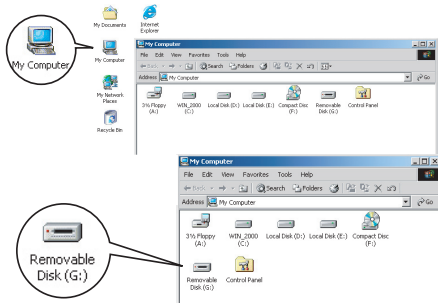 My Documents
Internet
Explorer
My Computer
My Computer
My Network
Places
Recycle Bin
My Computer
File Edit View Favorites Tools Help
Back Search Folders
Address My Computer Go
3½ Floppy
(A:)
WIN_2000
(C:)
Local Disk (D:)
Local Disk (E:)
Compact Disc
(F:)
Removable
Disk (G:)
Control Panel
My Computer
File Edit View Favorites Tools Help
Back Search Folders
Address My Computer Go
3½ Floppy
(A:)
WIN_2000
(C:)
Local Disk (D:)
Local Disk (E:)
Compact Disc
(F:)
Removable
Disk (G:)
Control Panel
Removable
Disk (G:)